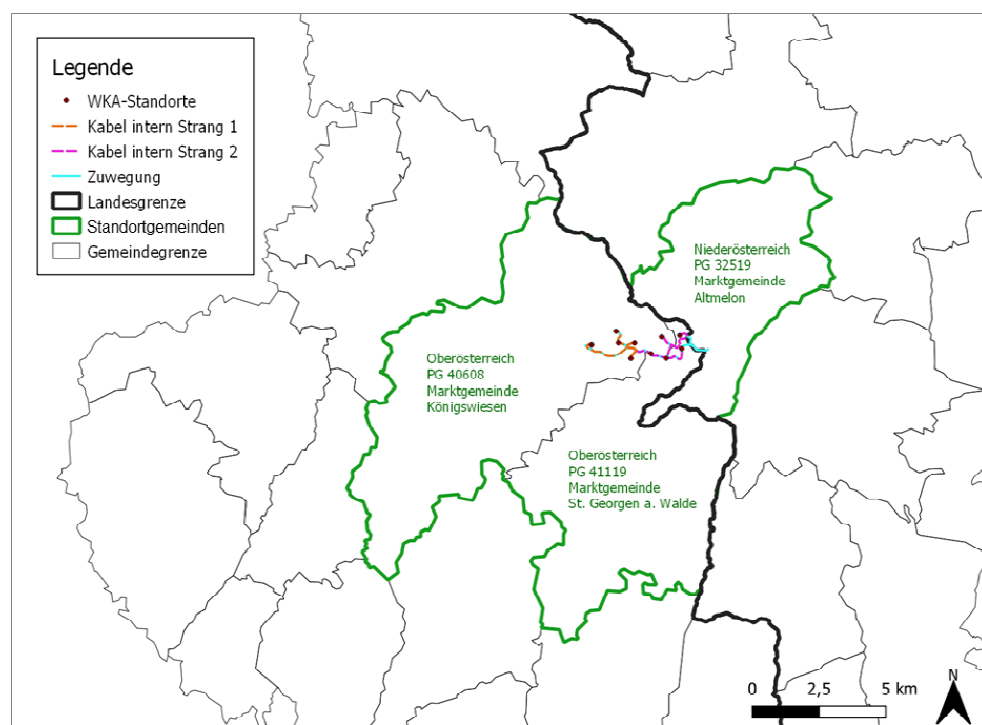 Legende
WKA-Standorte
Kabel intern Strang 1
Kabel intern Strang 2
Zuwegung
Landesgrenze
Standortgemeinden
Gemeindegrenze
Niederösterreich
PG 32519
Marktgemeinde
Altmelon
Oberösterreich
PG 40608
Marktgemeinde
Königswiesen
Oberösterreich
PG 41119
Marktgemeinde
St. Georgen a. Walde
0 2,5 5 km
N